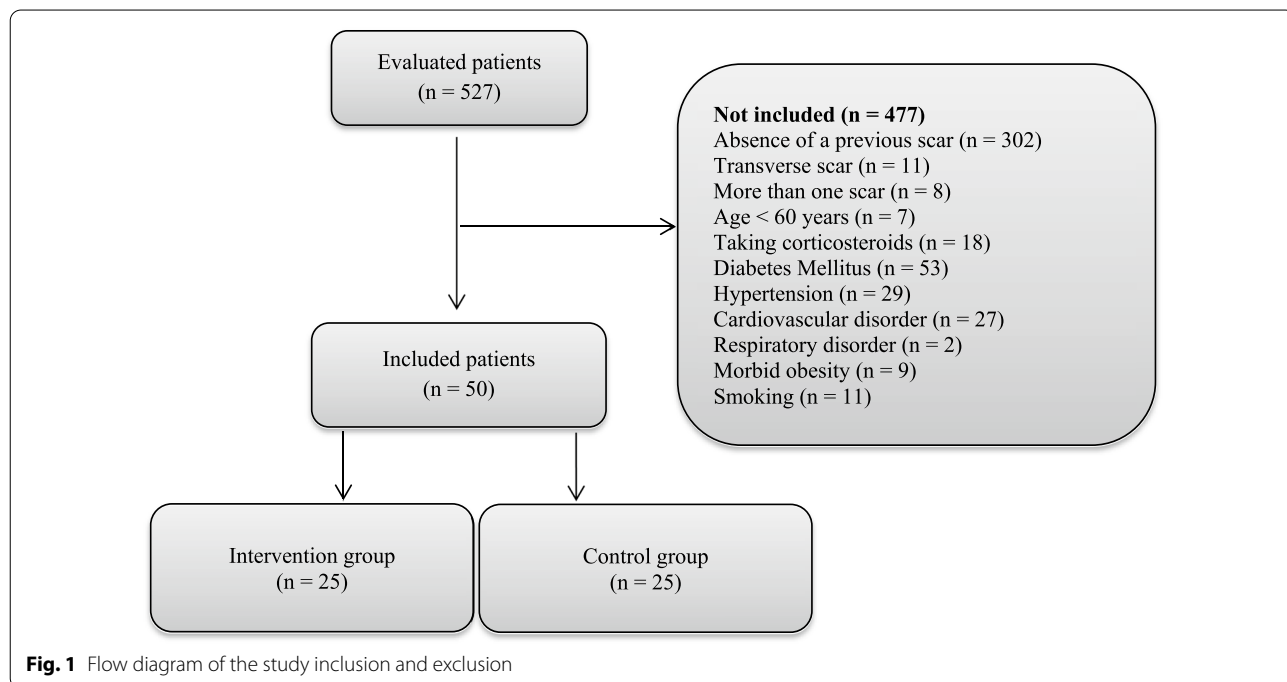 Evaluated patients
(n = 527)
Not included (n = 477)
Absence of a previous scar (n = 302)
Transverse scar (n = 11)
More than one scar (n = 8)
Age < 60 years (n = 7)
Taking corticosteroids (n = 18)
Diabetes Mellitus (n = 53)
Hypertension (n = 29)
Cardiovascular disorder (n = 27)
Respiratory disorder (n = 2)
Morbid obesity (n = 9)
Smoking (n = 11)
Included patients
(n = 50)
Intervention group
(n = 25)
Control group
(n = 25)
Fig. 1 Flow diagram of the study inclusion and exclusion